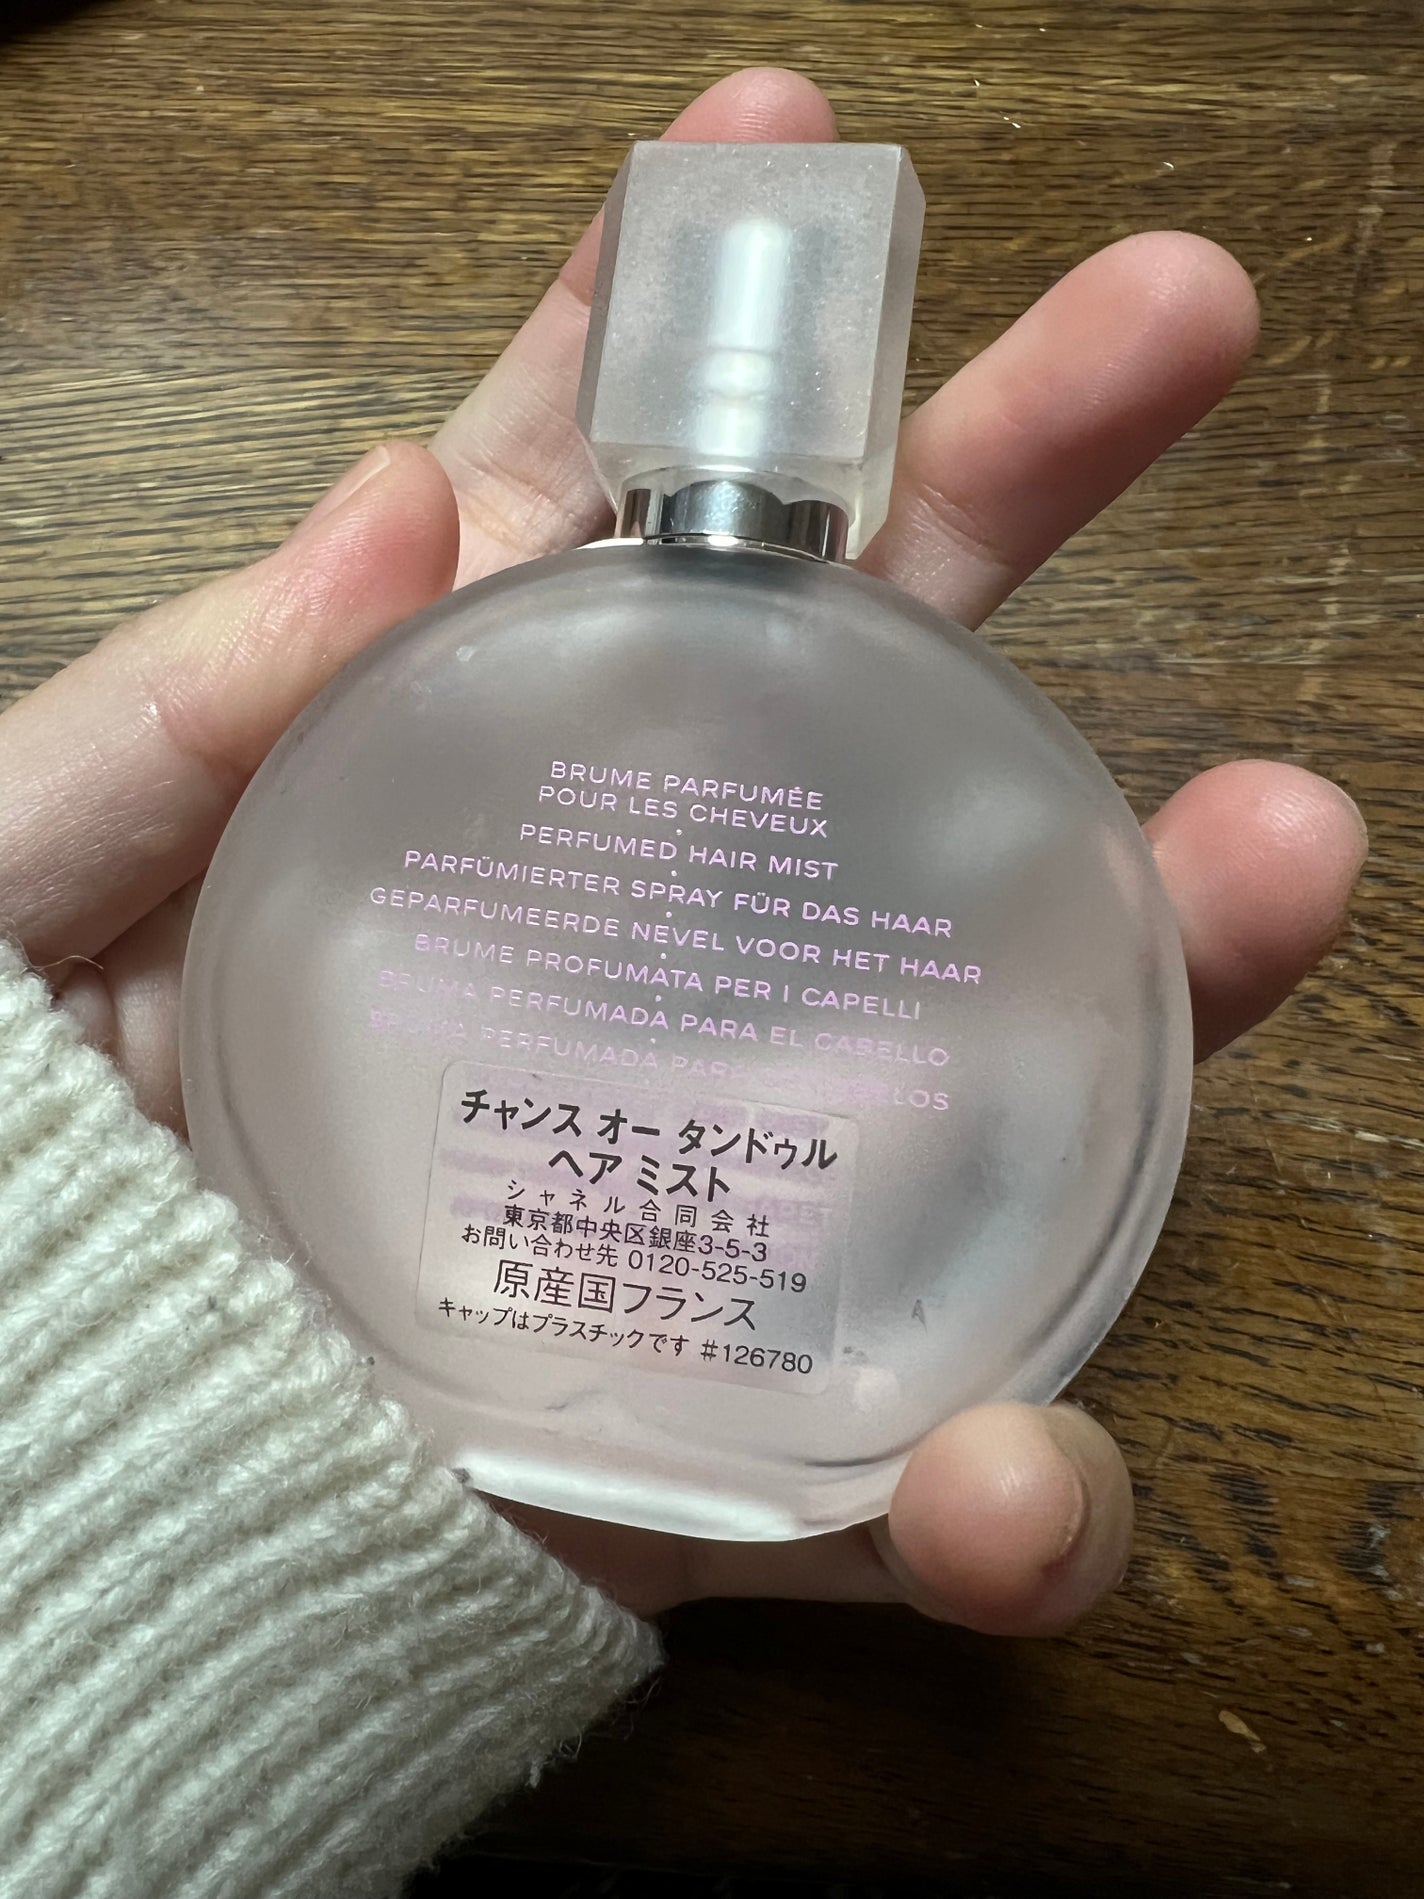 BRUME PARFUMÉE
POUR LES CHEVEUX
PERFUMED HAIR MIST
PARFÜMIERTER SPRAY FÜR DAS HAAR
GEPARFUMEERDE NEVEL VOOR HET HAAR
BRUME PROFUMATA PER I CAPELLI
BRUMA PERFUMADA PARA EL CABELLO
BRUMA PERFUMADA PARA
チャンス オー タンドゥル
ヘア ミスト
シャネル合同会社
東京都中央区銀座3-5-3
お問い合わせ先 0120-525-519
原産国フランス
キャップはプラスチックです #126780